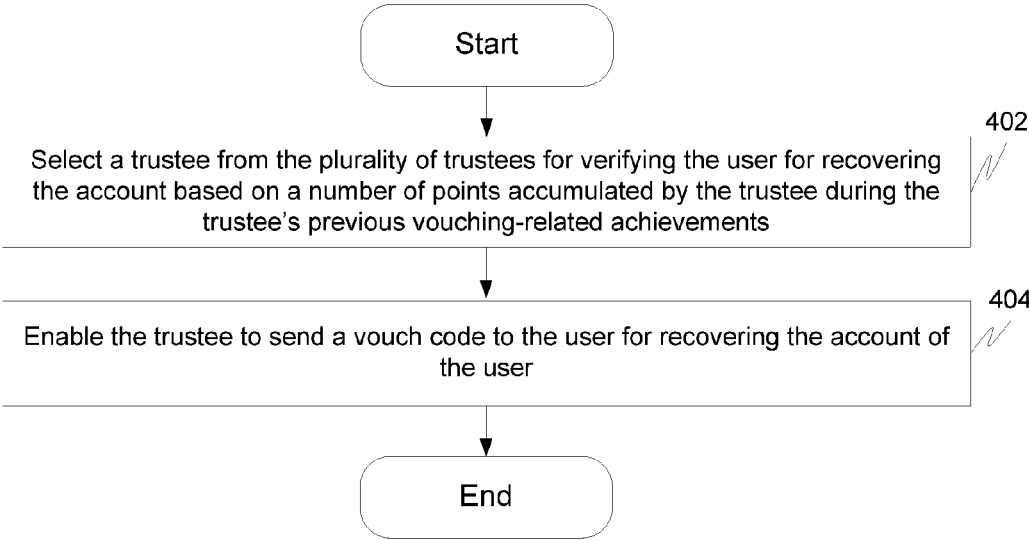 Start
402
Select a trustee from the plurality of trustees for verifying the user for recovering
the account based on a number of points accumulated by the trustee during the
trustee's previous vouching-related achievements
404
Enable the trustee to send a vouch code to the user for recovering the account of
the user
End